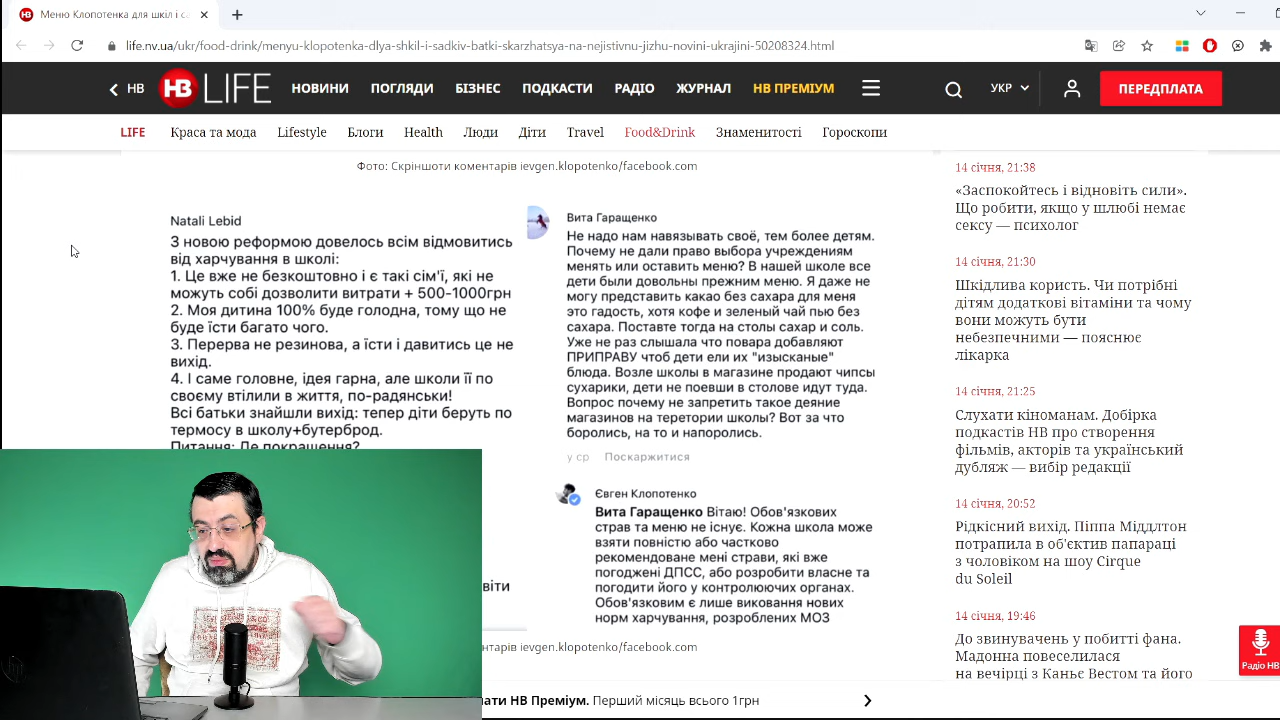 Меню Клопотенка для шкіл і са
life.nv.ua/ukr/food-drink/menyu-klopotenka-dlya-shkil-i-sadkiv-batki-skarzhatsya-na-nejistivnu-jizhu-novini-ukrajini-50208324.html
НВ НВ LIFE НОВИНИ ПОГЛЯДИ БІЗНЕС ПОДКАСТИ РАДІО ЖУРНАЛ НВ ПРЕМІУМ УКР ПЕРЕДПЛАТА
LIFE Краса та мода Lifestyle Блоги Health Люди Діти Travel Food&Drink Знаменитості Гороскопи
Фото: Скріншоти коментарів ievgen.klopotenko/facebook.com
Natali Lebid
З новою реформою довелось всім відмовитись
від харчування в школі:
1. Це вже не безкоштовно і є такі сім'ї, які не
можуть собі дозволити витрати + 500-1000грн
2. Моя дитина 100% буде голодна, тому що не
буде їсти багато чого.
3. Перерва не резинова, а їсти і давитись це не
вихід.
4. І саме головне, ідея гарна, але школи її по
своєму втілили в життя, по-радянськи!
Всі батьки знайшли вихід: тепер діти беруть по
термосу в школу+бутерброд.
Питання: Де покращення?
віти
Вита Гаращенко
Не надо нам навязывать своё, тем более детям.
Почему не дали право выбора учреждениям
менять или оставить меню? В нашей школе все
дети были довольны прежним меню. Я даже не
могу представить какао без сахара для меня
это гадость, хотя кофе и зеленый чай пью без
сахара. Поставте тогда на столы сахар и соль.
Уже не раз слышала что повара добавляют
ПРИПРАВУ чтоб дети ели их "изысканые"
блюда. Возле школы в магазине продают чипсы
сухарики, дети не поевши в столове идут туда.
Вопрос почему не запретить такое деяние
магазинов на теретории школы? Вот за что
боролись, на то и напоролись.
у ср Поскаржитися
Євген Клопотенко
Вита Гаращенко Вітаю! Обов'язкових
страв та меню не існує. Кожна школа може
взяти повністю або частково
рекомендоване мені страви, які вже
погоджені ДПСС, або розробити власне та
погодити його у контролюючих органах.
Обов'язковим є лише виковання нових
норм харчування, розроблених МОЗ
нтарів ievgen.klopotenko/facebook.com
14 січня, 21:38
«Заспокойтесь і відновіть сили».
Що робити, якщо у шлюбі немає
сексу — психолог
14 січня, 21:30
Шкідлива користь. Чи потрібні
дітям додаткові вітаміни та чому
вони можуть бути
небезпечними — пояснює
лікарка
14 січня, 21:25
Слухати кіноманам. Добірка
подкастів НВ про створення
фільмів, акторів та український
дубляж — вибір редакції
14 січня, 20:52
Рідкісний вихід. Піппа Міддлтон
потрапила в об'єктив папараці
з чоловіком на шоу Cirque
du Soleil
14 січня, 19:46
До звинувачень у побитті фана.
Мадонна повеселилася
на вечірці з Каньє Вестом та його
Радіо НВ
мати НВ Преміум. Перший місяць всього 1грн